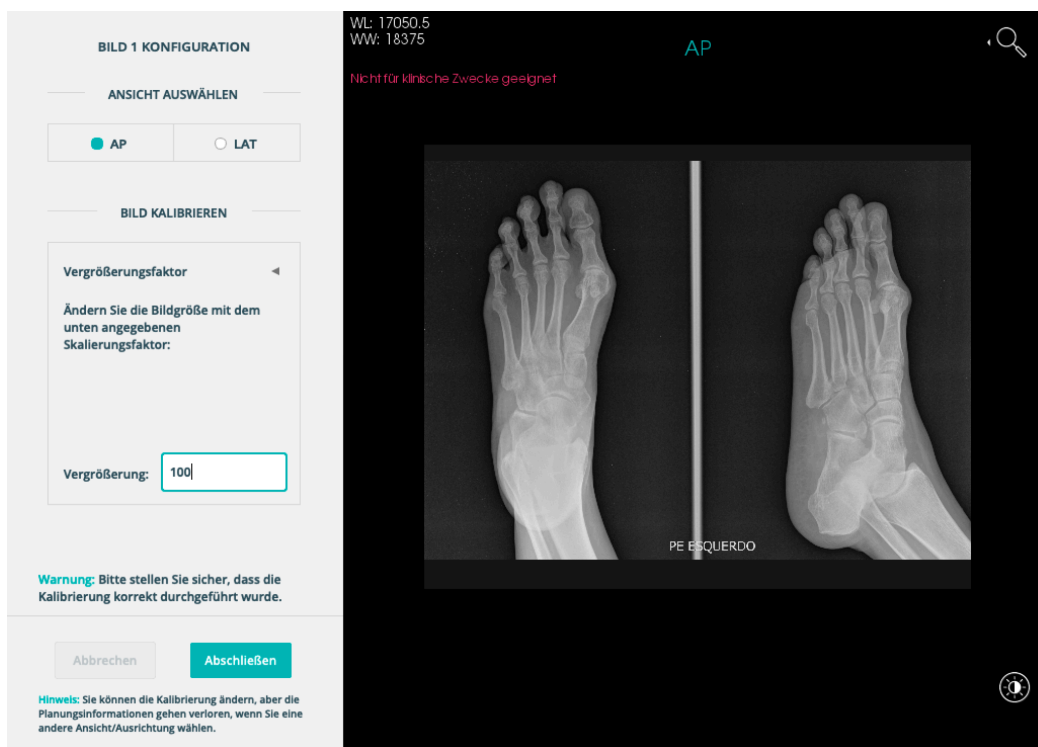 BILD 1 KONFIGURATION
ANSICHT AUSWÄHLEN
AP
LAT
BILD KALIBRIEREN
Vergrößerungsfaktor
Ändern Sie die Bildgröße mit dem
unten angegebenen
Skalierungsfaktor:
Vergrößerung:
100
Warnung: Bitte stellen Sie sicher, dass die
Kalibrierung korrekt durchgeführt wurde.
Abbrechen
Abschließen
Hinweis: Sie können die Kalibrierung ändern, aber die
Planungsinformationen gehen verloren, wenn Sie eine
andere Ansicht/Ausrichtung wählen.
WL: 17050.5
WW: 18375
AP
Nicht für klinische Zwecke geeignet
PE ESQUERDO